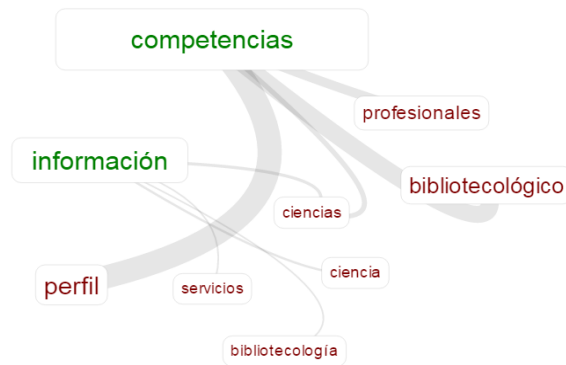 competencias
profesionales
información
bibliotecológico
ciencias
ciencia
perfil
servicios
bibliotecología